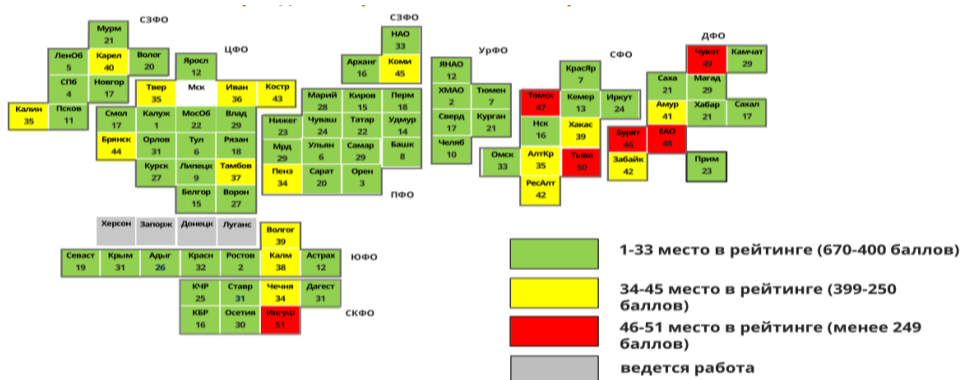 СЗФО
Мурм
21
ЛенОб
5
Карел
40
Волог
20
СПб
4
Новгор
17
Калин
35
Псков
11
ЦФО
Яросл
12
Твер
35
Мск
Иван
36
Костр
43
Смол
17
Калуж
1
МосОб
22
Влад
29
Брянск
44
Орлов
31
Тул
6
Рязан
18
Курск
27
Липецк
9
Тамбов
37
Белгор
15
Ворон
27
СЗФО
НАО
33
Арханг
16
Коми
45
Марий
28
Киров
15
Перм
18
Нижег
23
Чуваш
24
Татар
22
Удмур
14
Мрд
29
Ульян
6
Самар
29
Башк
8
Пенз
34
Сарат
20
Орен
3
ПФО
УрФО
ЯНАО
12
ХМАО
2
Тюмен
7
Сверд
17
Курган
21
Челяб
10
СФО
КрасЯр
7
Томск
47
Кемер
13
Иркут
24
Нск
16
Хакас
39
Омск
33
АлтКр
35
Тыва
50
РесАлт
42
ДФО
Чукот
49
Камчат
29
Саха
21
Магад
29
Амур
41
Хабар
21
Сахал
17
Бурят
46
ЕАО
48
Забайк
42
Прим
23
Херсон
Запорж
Донецк
Луганс
Волгог
39
Севаст
19
Крым
31
Адыг
26
Красн
32
Ростов
2
Калм
38
Астрах
12
ЮФО
КЧР
25
Ставр
31
Чечня
34
Дагест
31
КБР
16
Осетия
30
Ингуш
51
СКФО
1-33 место в рейтинге (670-400 баллов)
34-45 место в рейтинге (399-250
баллов)
46-51 место в рейтинге (менее 249
баллов)
ведется работа